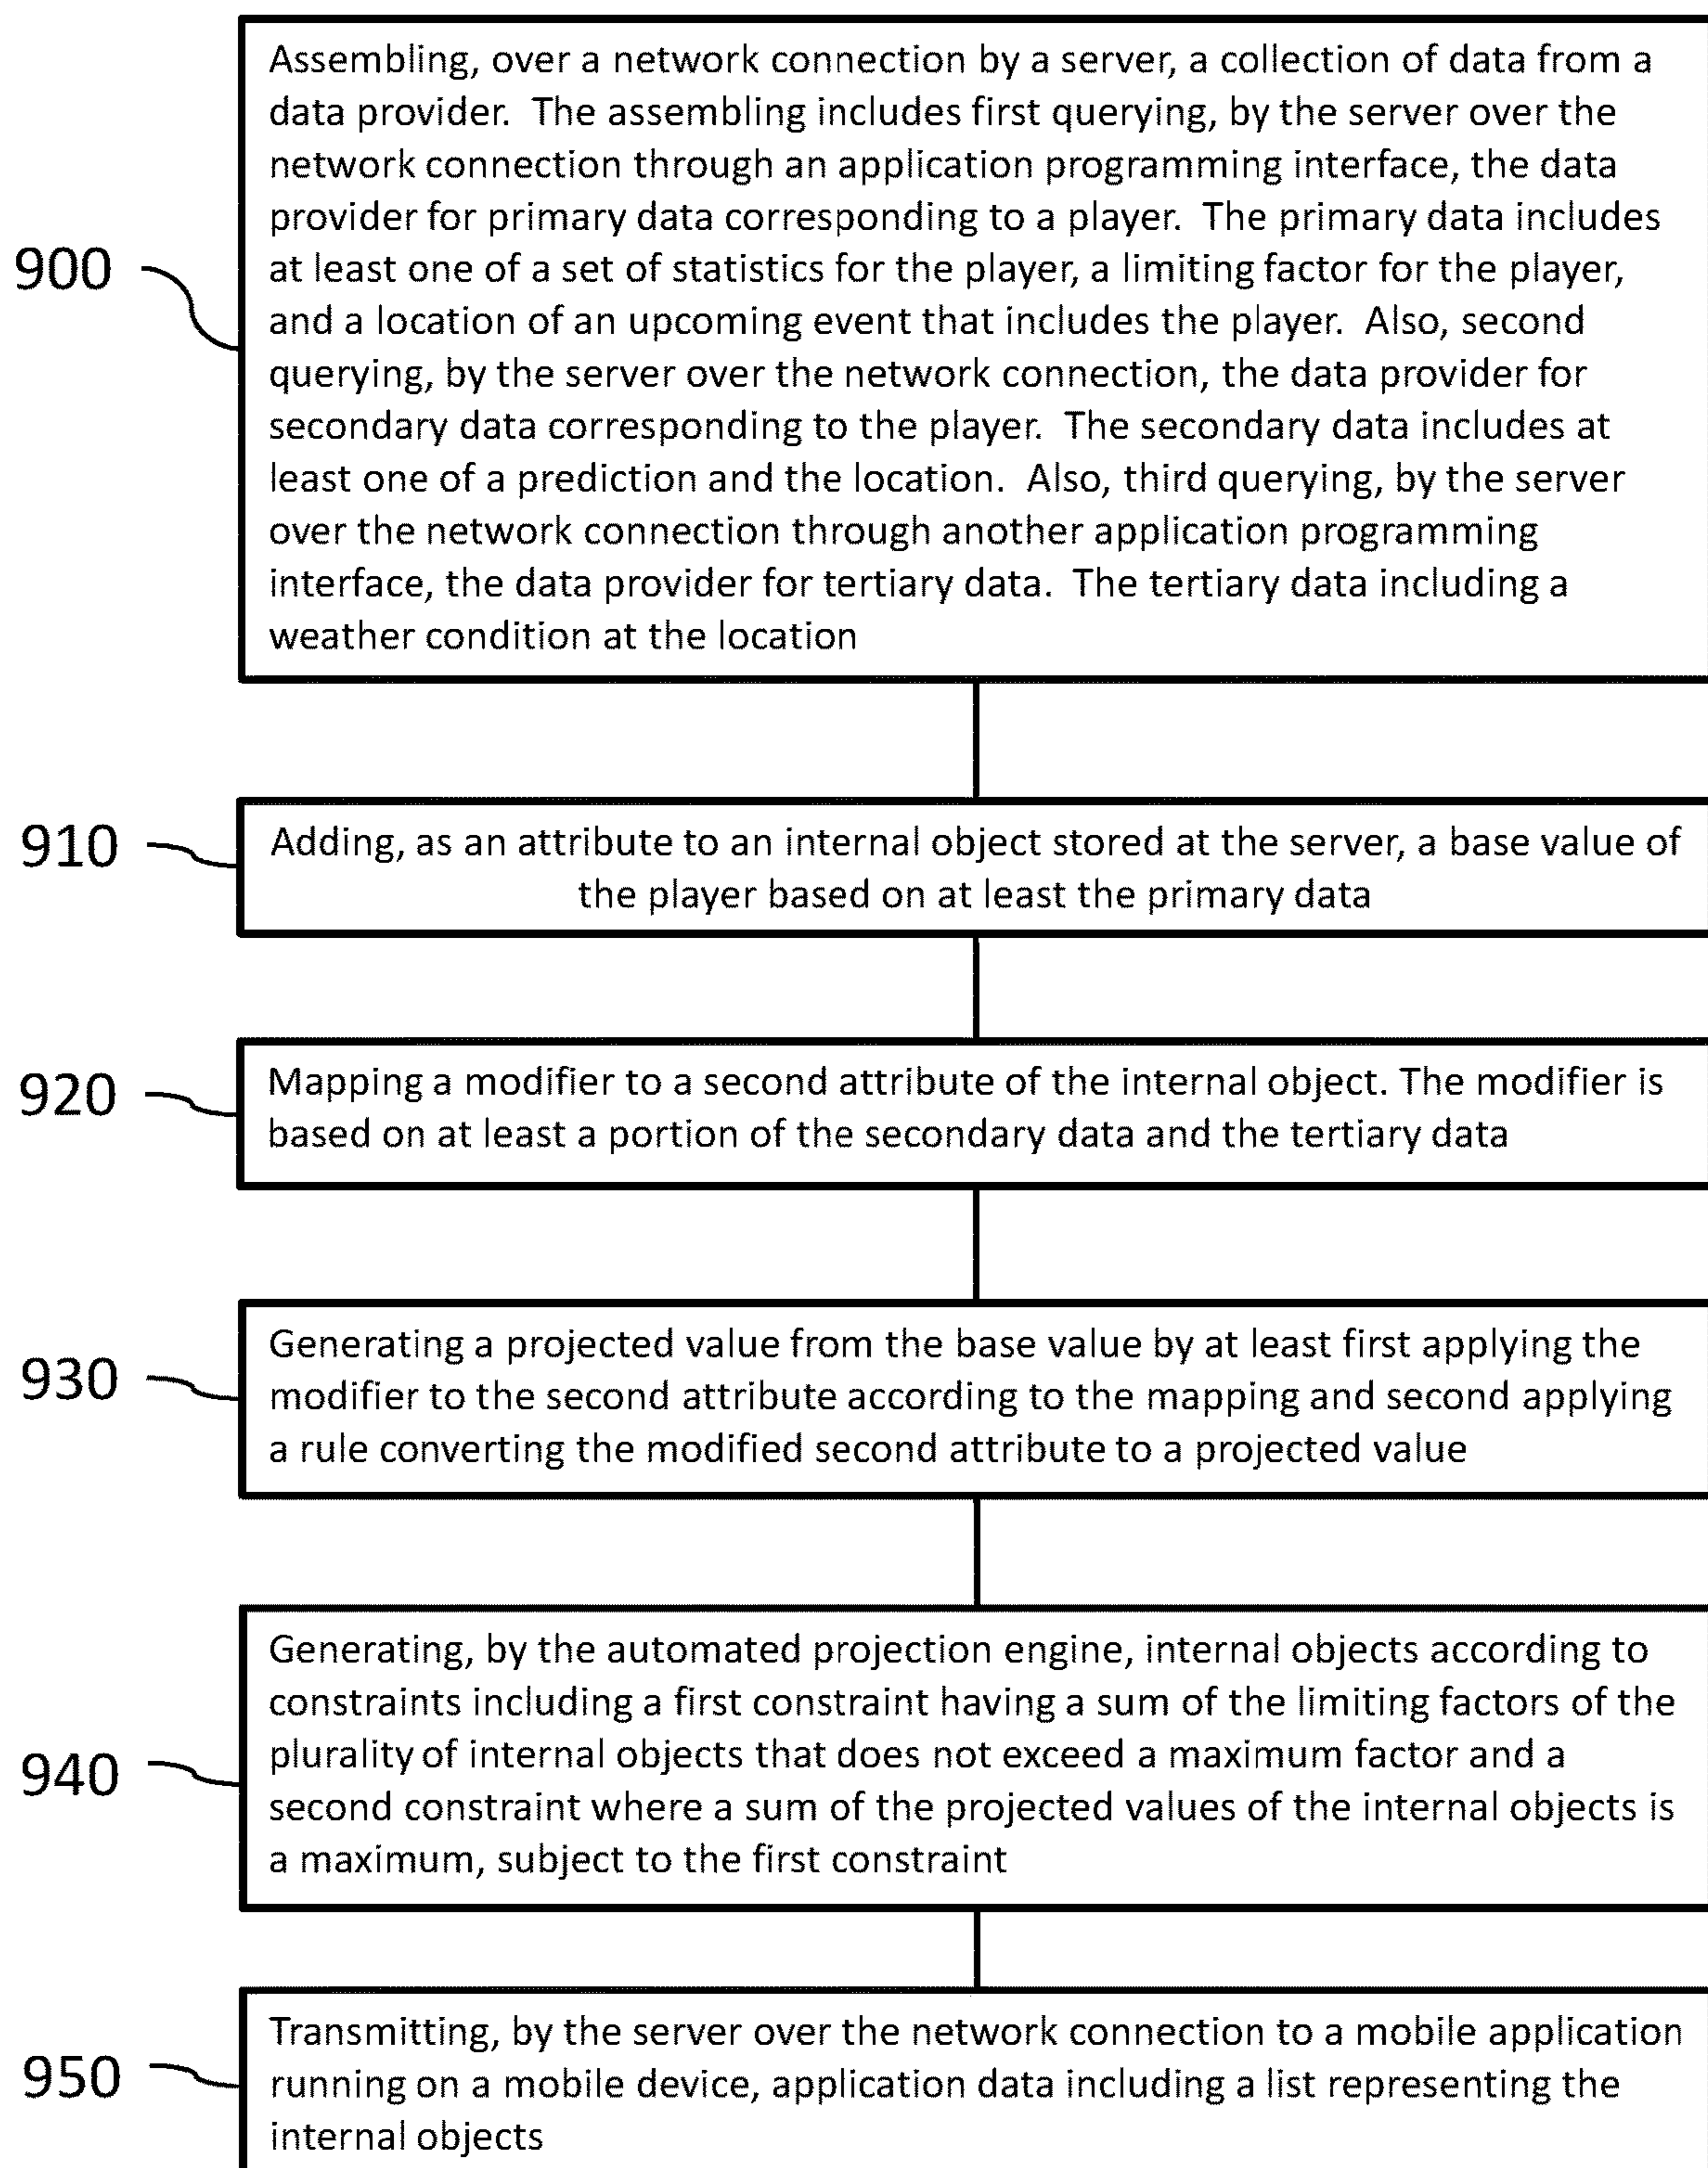 Assembling, over a network connection by a server, a collection of data from a
data provider. The assembling includes first querying, by the server over the
network connection through an application programming interface, the data
provider for primary data corresponding to a player. The primary data includes
900
at least one of a set of statistics for the player, a limiting factor for the player,
and a location of an upcoming event that includes the player. Also, second
querying, by the server over the network connection, the data provider for
secondary data corresponding to the player. The secondary data includes at
least one of a prediction and the location. Also, third querying, by the server
over the network connection through another application programming
interface, the data provider for tertiary data. The tertiary data including a
weather condition at the location
910
Adding, as an attribute to an internal object stored at the server, a base value of
the player based on at least the primary data
920
Mapping a modifier to a second attribute of the internal object. The modifier is
based on at least a portion of the secondary data and the tertiary data
930
Generating a projected value from the base value by at least first applying the
modifier to the second attribute according to the mapping and second applying
a rule converting the modified second attribute to a projected value
940
Generating, by the automated projection engine, internal objects according to
constraints including a first constraint having a sum of the limiting factors of the
plurality of internal objects that does not exceed a maximum factor and a
second constraint where a sum of the projected values of the internal objects is
a maximum, subject to the first constraint
950
Transmitting, by the server over the network connection to a mobile application
running on a mobile device, application data including a list representing the
internal objects